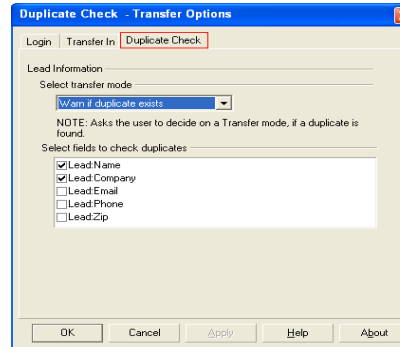 Duplicate Check - Transfer Options
Login Transfer In Duplicate Check
Lead Information
Select transfer mode
Warn if duplicate exists
NOTE: Asks the user to decide on a Transfer mode, if a duplicate is
found.
Select fields to check duplicates
Lead:Name
Lead:Company
Lead:Email
Lead:Phone
Lead:Zip
OK Cancel Apply Help About